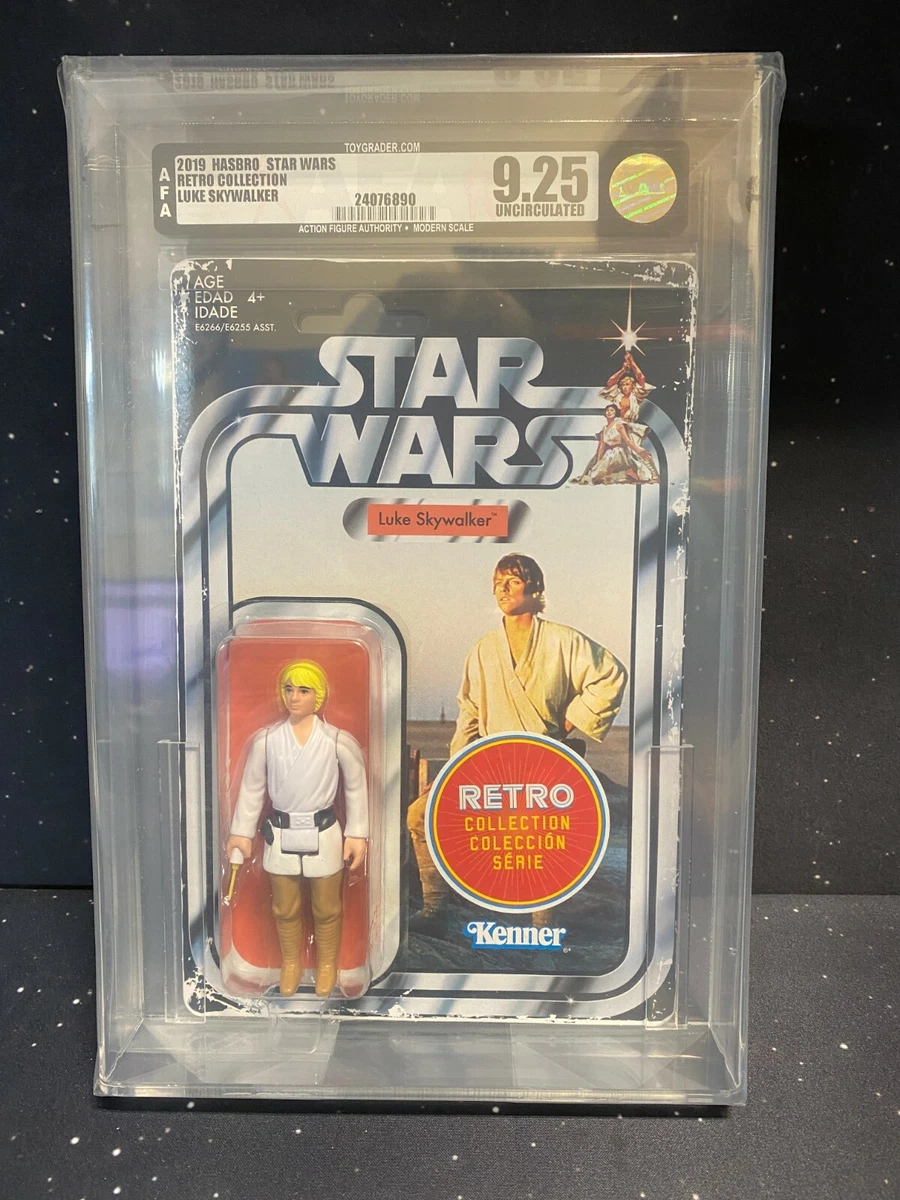 TOYGRADER.COM
AFA
2019 HASBRO STAR WARS
RETRO COLLECTION
LUKE SKYWALKER
24076890
9.25
UNCIRCULATED
ACTION FIGURE AUTHORITY • MODERN SCALE
AGE
EDAD 4+
IDADE
E6266/E6255 ASST.
STAR
WARS
Luke Skywalker™
RETRO
COLLECTION
COLECCIÓN
SÉRIE
Kenner®